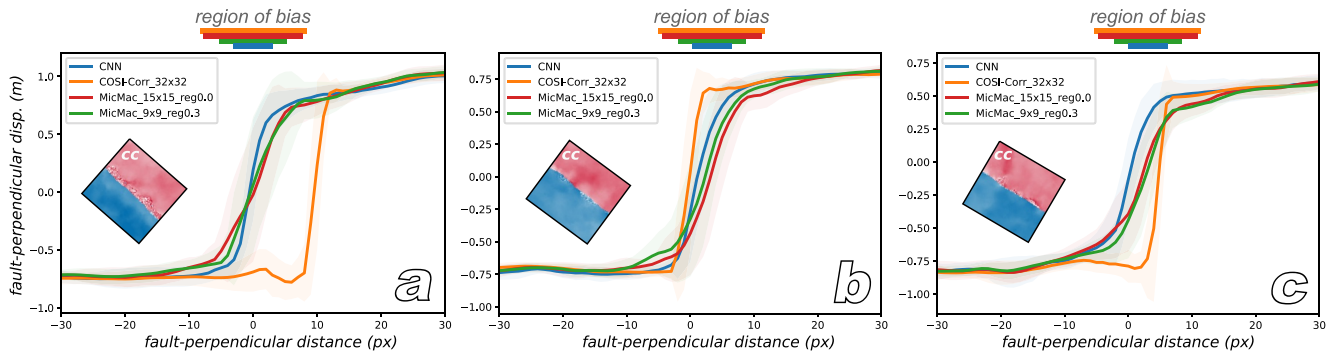 region of bias
region of bias
region of bias
CNN
COSI-Corr_32x32
MicMac_15x15_reg0.0
MicMac_9x9_reg0.3
cc
a
fault-perpendicular disp. (m)
1.0
0.5
0.0
−0.5
−1.0
−30
−20
−10
0
10
20
30
fault-perpendicular distance (px)
CNN
COSI-Corr_32x32
MicMac_15x15_reg0.0
MicMac_9x9_reg0.3
cc
b
0.75
0.50
0.25
0.00
−0.25
−0.50
−0.75
−1.00
−30
−20
−10
0
10
20
30
fault-perpendicular distance (px)
CNN
COSI-Corr_32x32
MicMac_15x15_reg0.0
MicMac_9x9_reg0.3
cc
c
0.75
0.50
0.25
0.00
−0.25
−0.50
−0.75
−1.00
−30
−20
−10
0
10
20
30
fault-perpendicular distance (px)